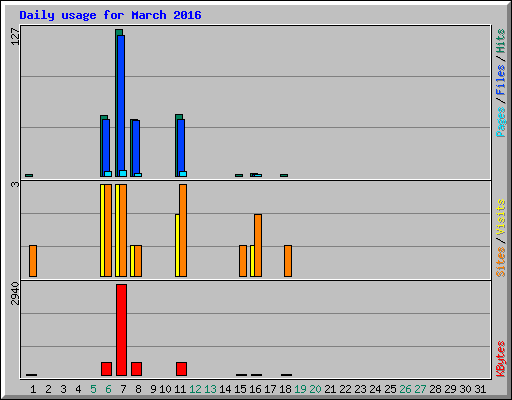 Daily usage for March 2016
127
Pages / Files / Hits
3
Sites / Visits
2940
KBytes
1 2 3 4 5 6 7 8 9 10 11 12 13 14 15 16 17 18 19 20 21 22 23 24 25 26 27 28 29 30 31